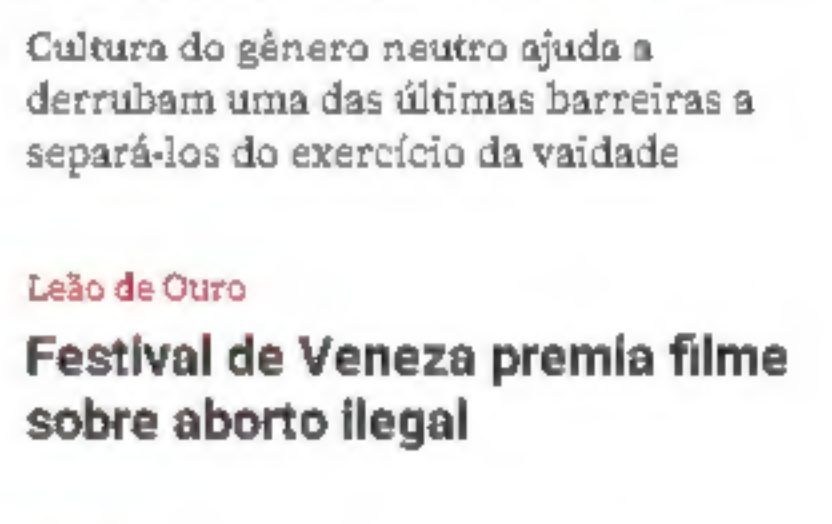 Cultura do gênero neutro ajuda a
derrubam uma das últimas barreiras a
separá-los do exercício da vaidade
Leão de Ouro
Festival de Veneza premia filme
sobre aborto ilegal